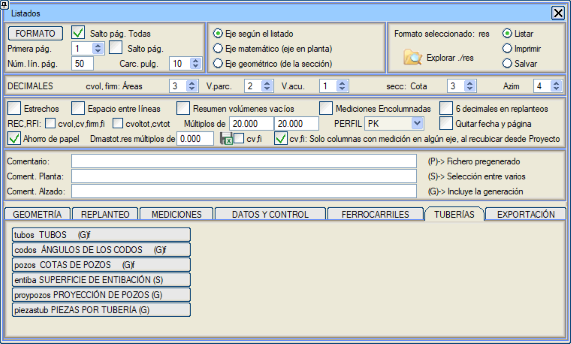 Listados
FORMATO Salto pág. Todas
Primera pág. 1 Salto pág.
Núm. lín. pág. 50 Carc. pulg. 10
Eje según el listado
Eje matemático (eje en planta)
Eje geométrico (de la sección)
Formato seleccionado: res Listar
Explorar ./res Imprimir
Salvar
DECIMALES cvol, firm: Áreas 3 V.parc. 2 V.acu. 1 secc: Cota 3 Azim 4
Estrechos Espacio entre líneas Resumen volúmenes vacíos Mediciones Encolumnadas 6 decimales en replanteos
REC,RFI: cvol,cv,firm,fi cvoltot,cvtot Múltiplos de 20.000 20.000 PERFIL PK Quitar fecha y página
Ahorro de papel Dmastot.res múltiplos de 0.000 cv fi cv.fi: Solo columnas con medición en algún eje, al recubicar desde Proyecto
Comentario: (P)-> Fichero pregenerado
Coment. Planta: (S)-> Selección entre varios
Coment. Alzado: (G)-> Incluye la generación
GEOMETRÍA REPLANTEO MEDICIONES DATOS Y CONTROL FERROCARRILES TUBERÍAS EXPORTACIÓN
tubos TUBOS (G)f
codos ÁNGULOS DE LOS CODOS (G)f
pozos COTAS DE POZOS (G)f
entiba SUPERFICIE DE ENTIBACIÓN (S)
proypozos PROYECCIÓN DE POZOS (G)
piezastub PIEZAS POR TUBERIA (G)